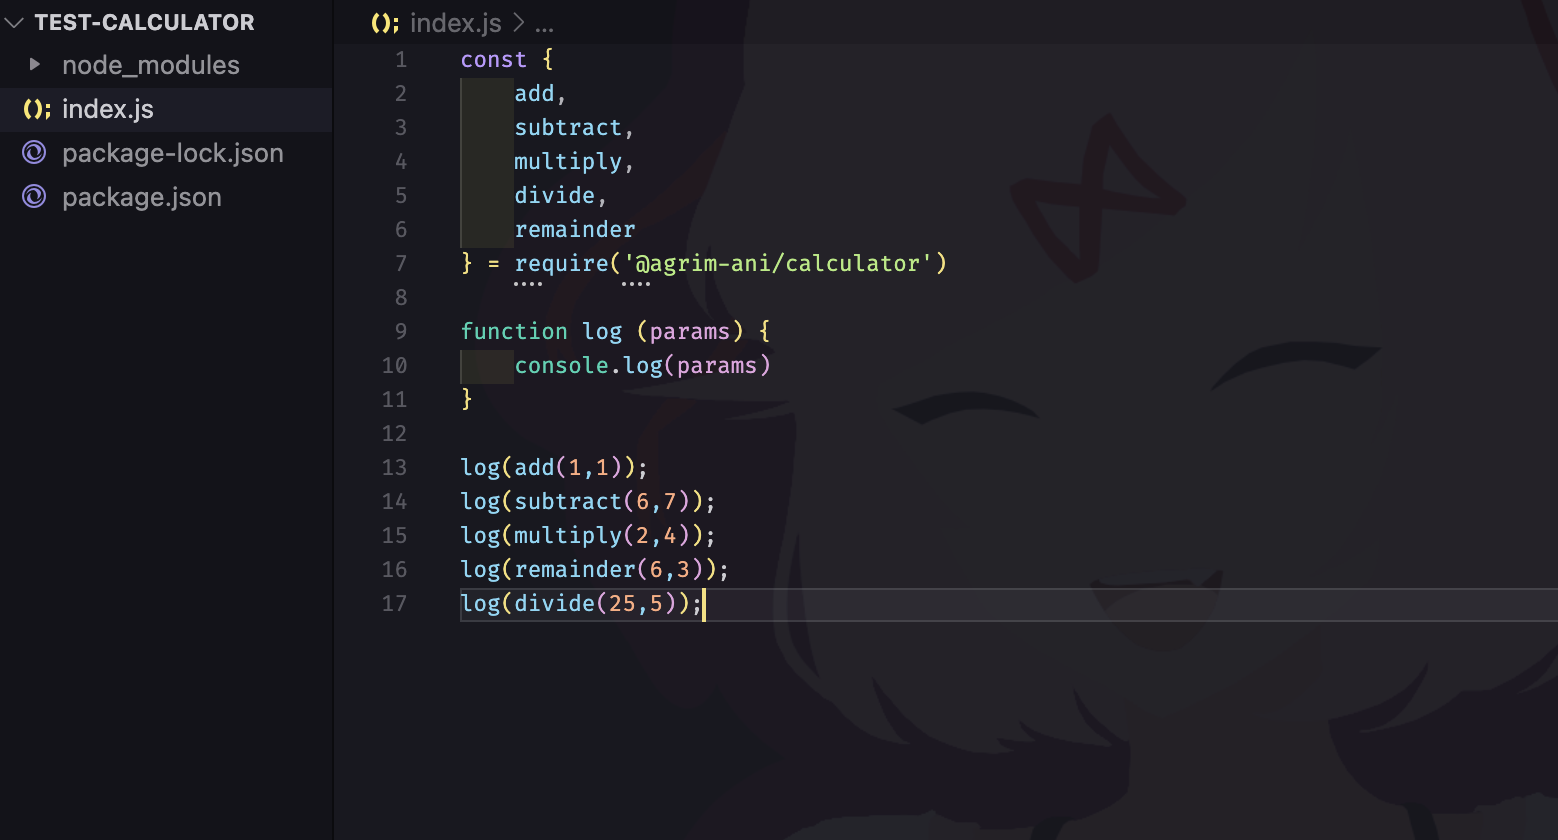 TEST-CALCULATOR
node_modules
index.js
package-lock.json
package.json
index.js > ...
1 const {
2     add,
3     subtract,
4     multiply,
5     divide,
6     remainder
7 } = require('@agrim-ani/calculator')
8
9 function log (params) {
10     console.log(params)
11 }
12
13 log(add(1,1));
14 log(subtract(6,7));
15 log(multiply(2,4));
16 log(remainder(6,3));
17 log(divide(25,5));